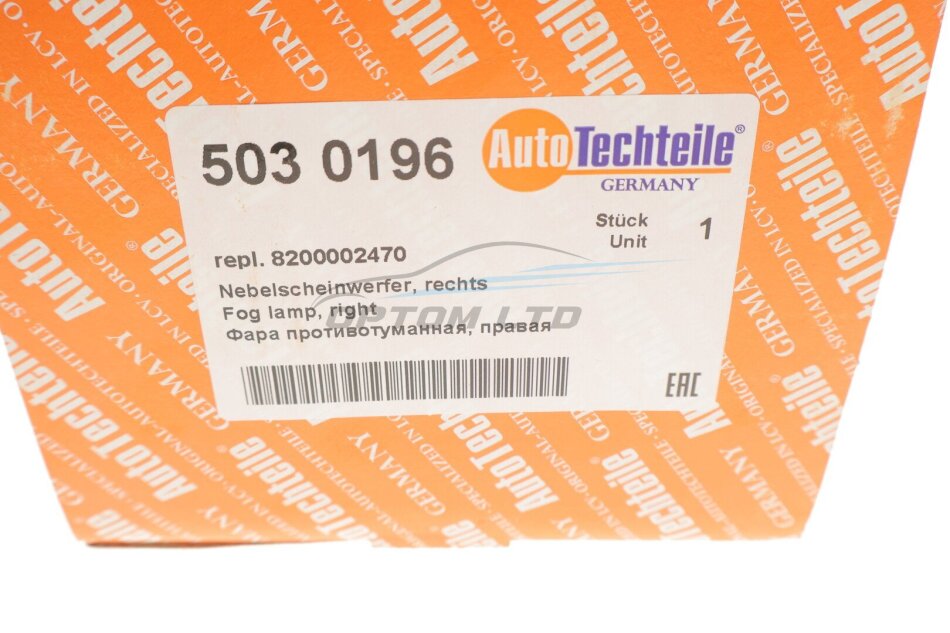 503 0196
AutoTechteile®
GERMANY
Stück
Unit
1
repl. 8200002470
Nebelscheinwerfer, rechts
Fog lamp, right
Фара противотуманная, правая
OPTOM LTD
EAC